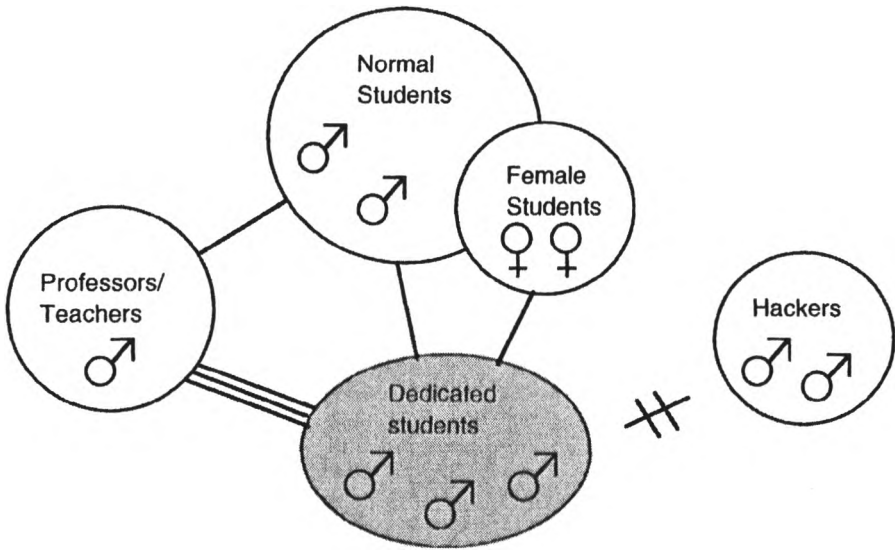 Normal
Students
Female
Students
Professors/
Teachers
Hackers
Dedicated
students